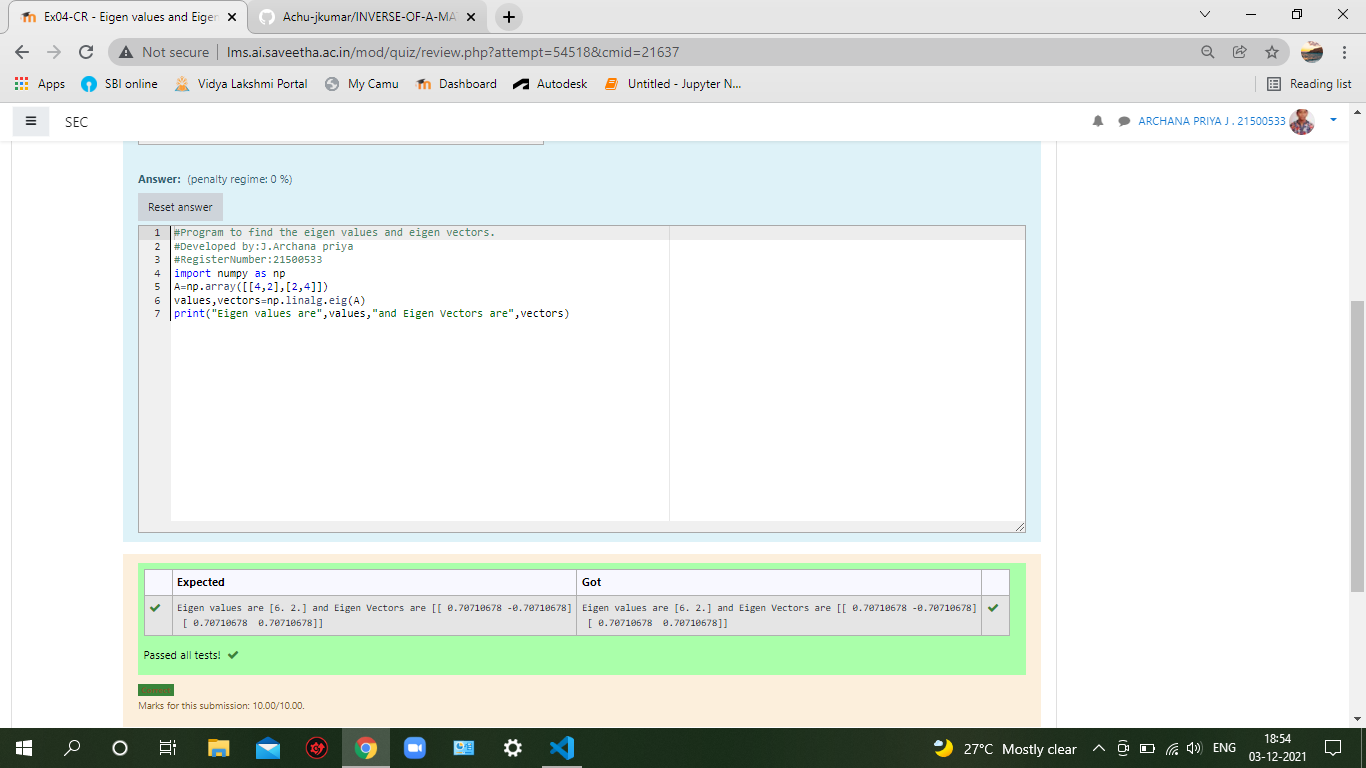 Ex04-CR - Eigen values and Eigen
Achu-jkumar/INVERSE-OF-A-MA
Not secure
lms.ai.saveetha.ac.in/mod/quiz/review.php?attempt=54518&cmid=21637
Apps
SBI online
Vidya Lakshmi Portal
My Camu
Dashboard
Autodesk
Untitled - Jupyter N...
Reading list
SEC
ARCHANA PRIYA J . 21500533
Answer: (penalty regime: 0 %)
Reset answer
1 #Program to find the eigen values and eigen vectors.
2 #Developed by:J.Archana priya
3 #RegisterNumber:21500533
4 import numpy as np
5 A=np.array([[4,2],[2,4]])
6 values,vectors=np.linalg.eig(A)
7 print("Eigen values are",values,"and Eigen Vectors are",vectors)
Expected Got
Eigen values are [6. 2.] and Eigen Vectors are [[ 0.70710678 -0.70710678] Eigen values are [6. 2.] and Eigen Vectors are [[ 0.70710678 -0.70710678]
[ 0.70710678 0.70710678]] [ 0.70710678 0.70710678]]
Passed all tests!
Marks for this submission: 10.00/10.00.
27°C Mostly clear
ENG
18:54
03-12-2021